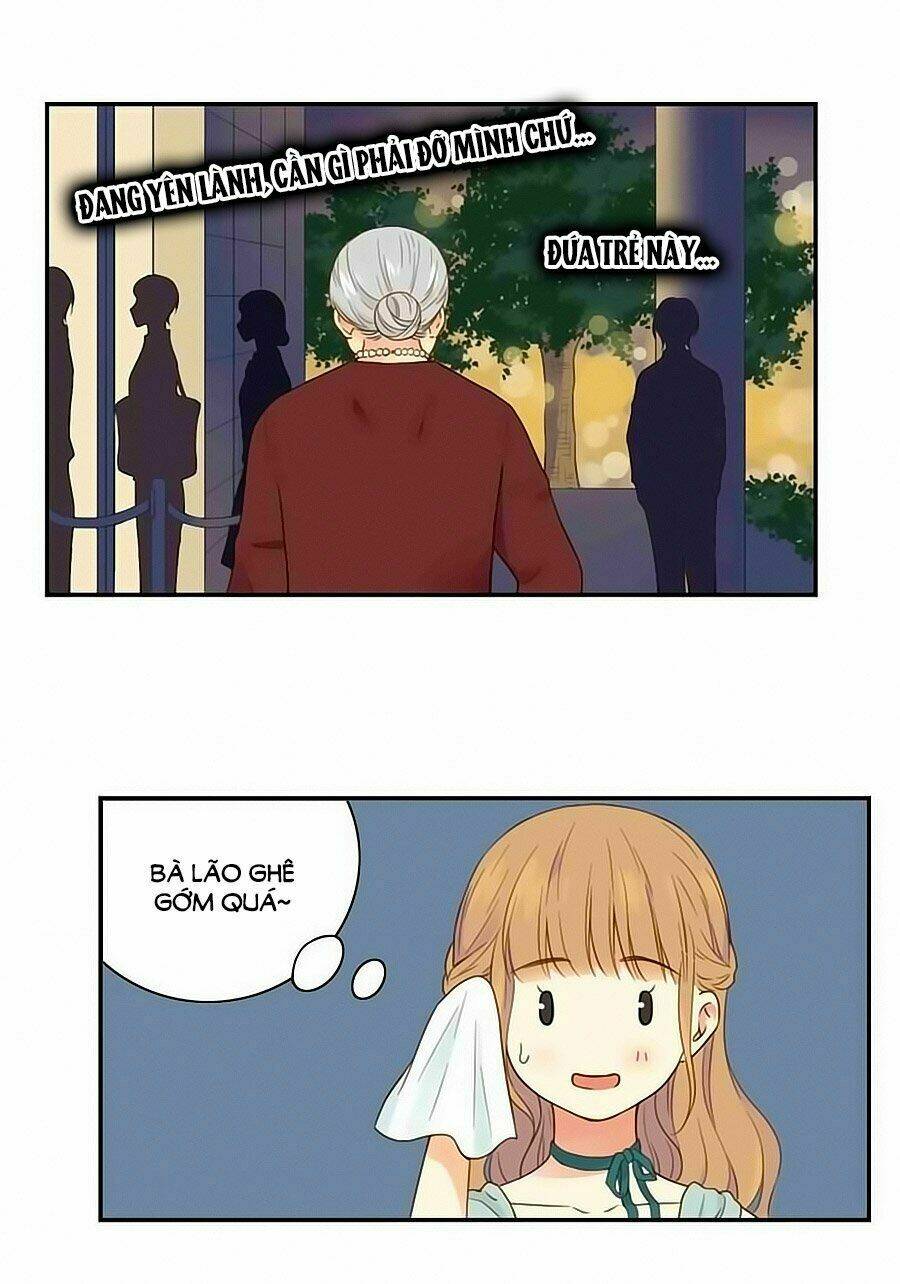 ĐANG YÊN LÀNH, CẦN GÌ PHẢI ĐỠ MÌNH CHỨ...
ĐỨA TRẺ NÀY...
BÀ LÃO GHÊ
GỚM QUÁ~